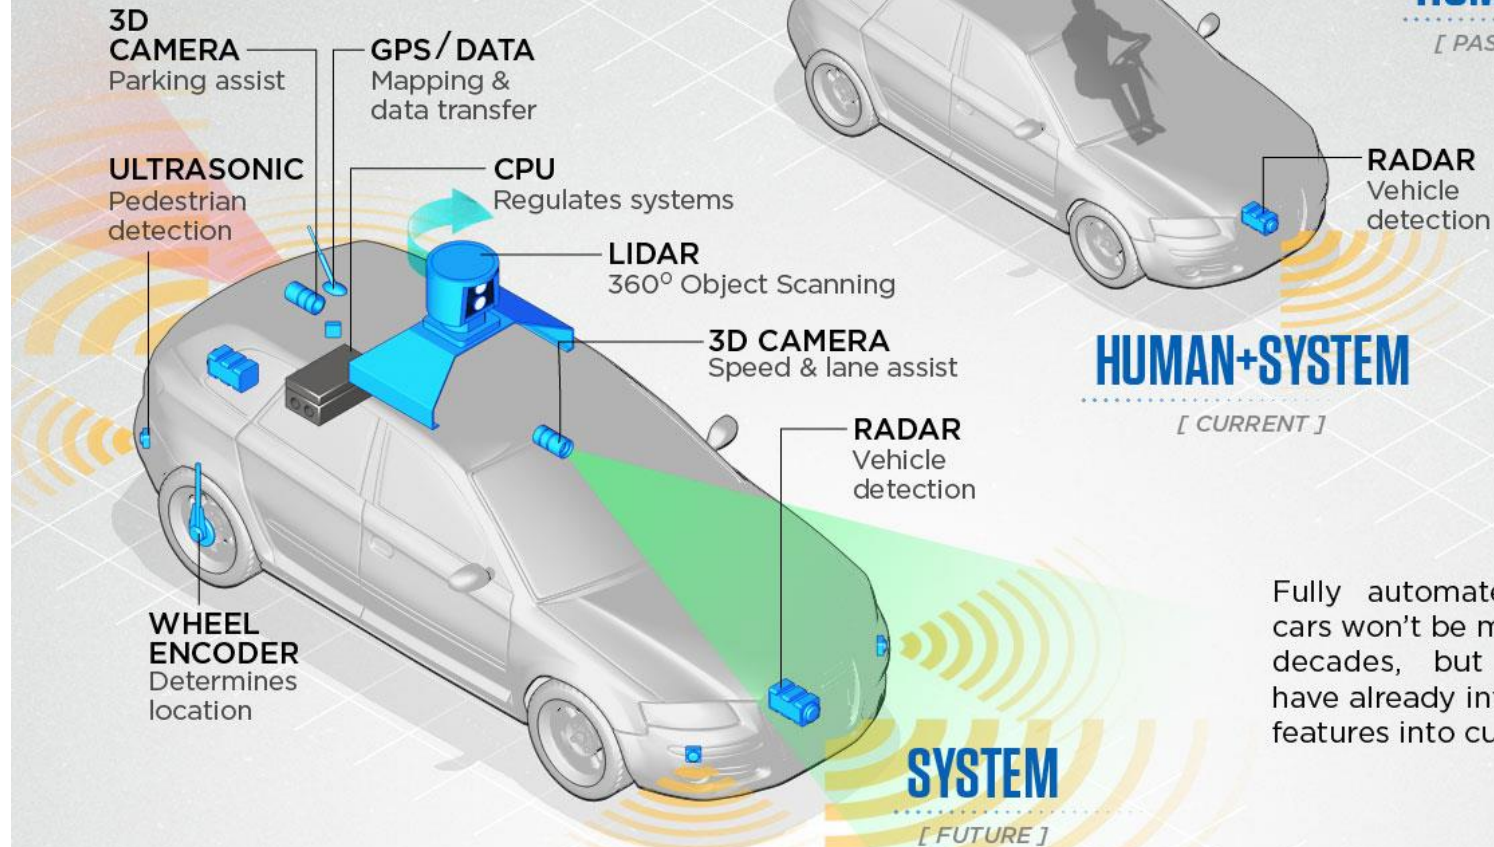 3D
CAMERA
Parking assist
GPS/DATA
Mapping &
data transfer
ULTRASONIC
Pedestrian
detection
CPU
Regulates systems
LIDAR
360° Object Scanning
3D CAMERA
Speed & lane assist
RADAR
Vehicle
detection
WHEEL
ENCODER
Determines
location
SYSTEM
[ FUTURE ]
RADAR
Vehicle
detection
HUMAN+SYSTEM
[ CURRENT ]
Fully
cars won't be
decades, but
have already
features into